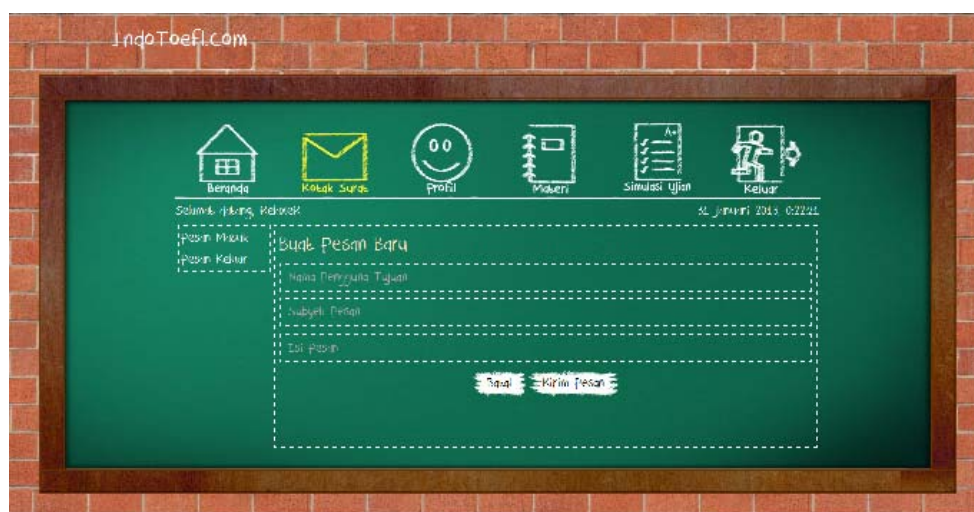 IndoToefl.com
Beranda
Kotak Surat
Profil
Materi
Simulasi Ujian
Keluar
Selamat datang,
31 Januari 2013, 0:22:21
Pesan Masuk
Pesan Keluar
Buat Pesan Baru
Nama Pengguna Tujuan
Subyek Pesan
Isi Pesan
Batal
Kirim Pesan